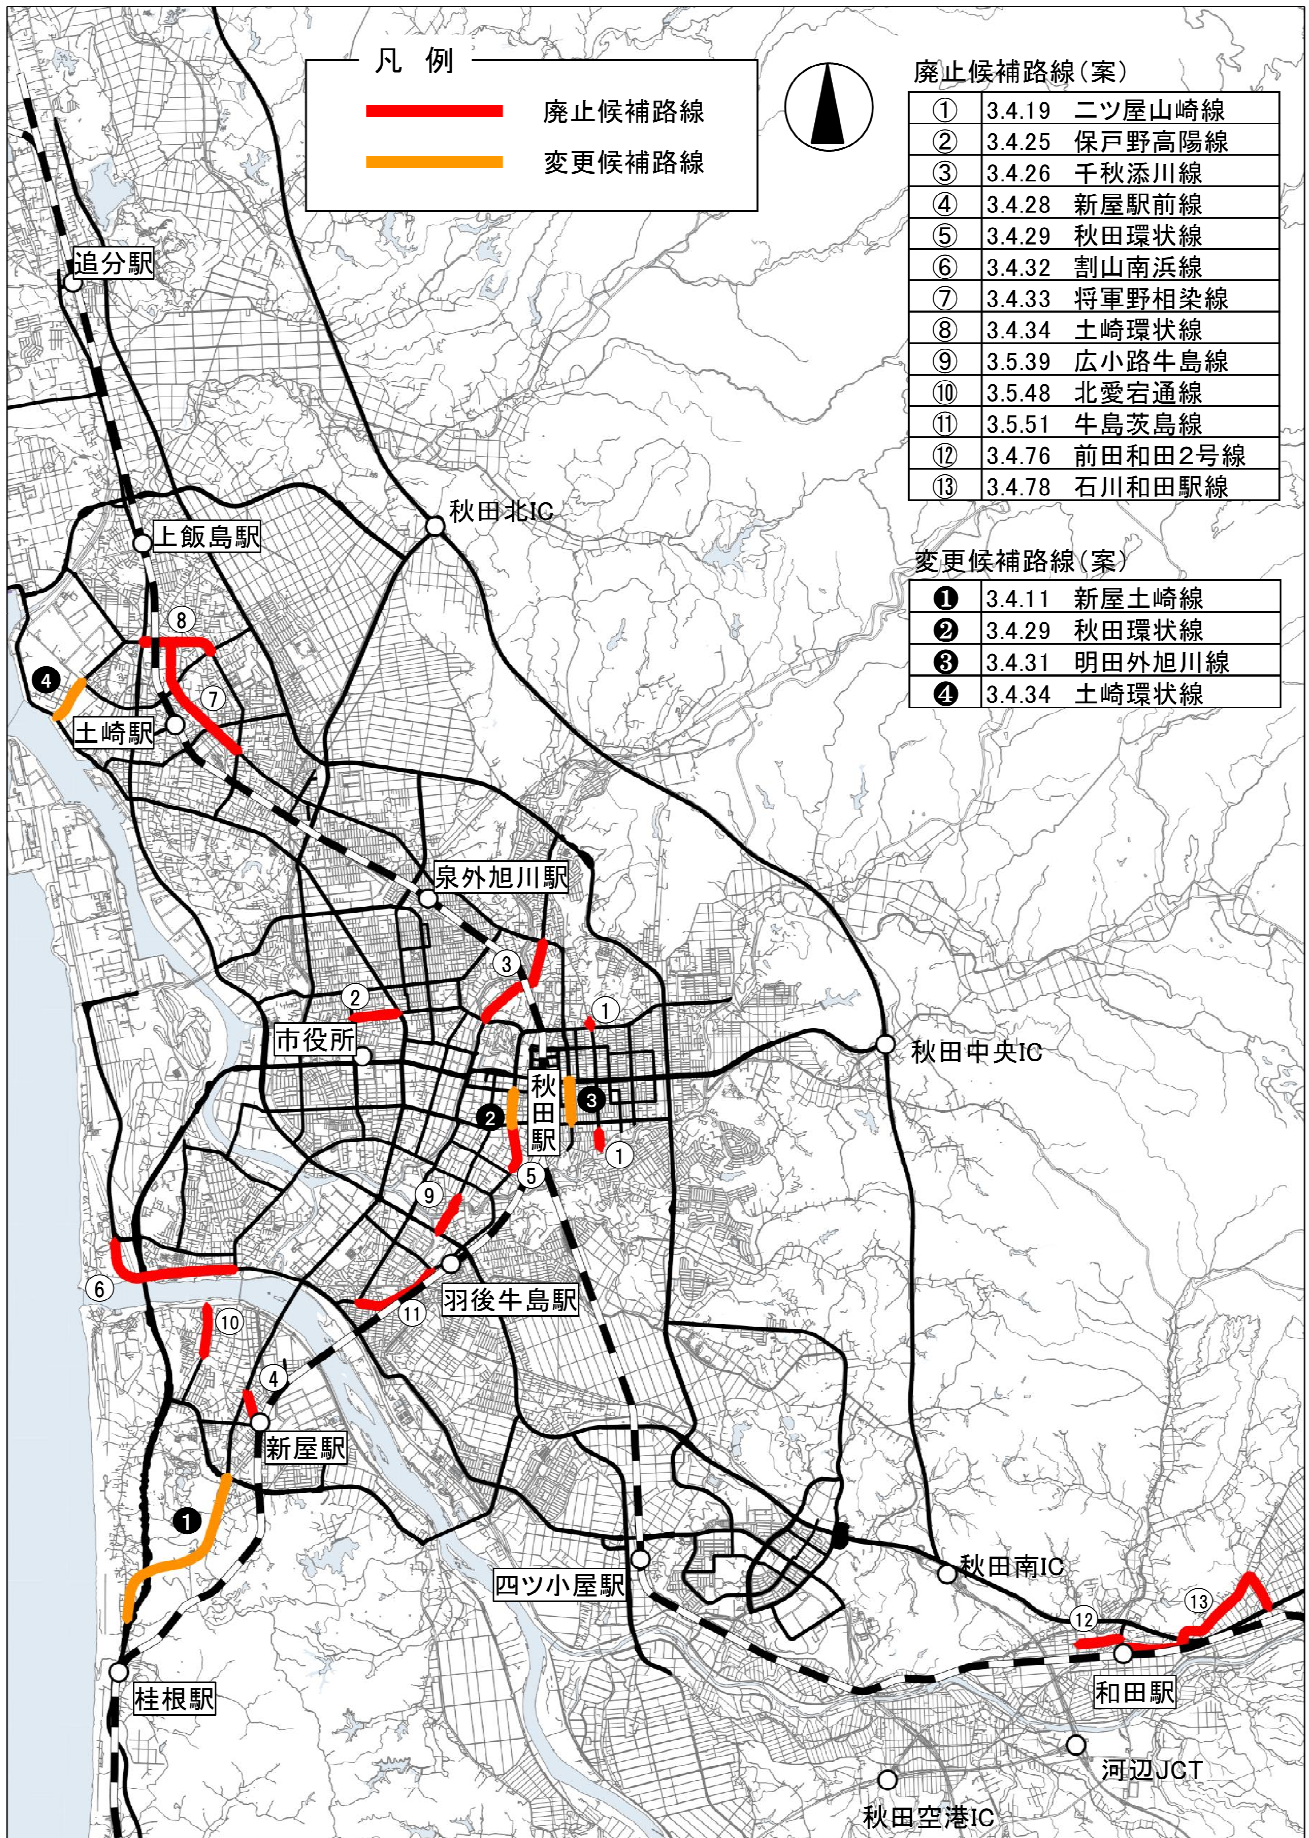 凡 例
廃止候補路線
変更候補路線
廃止候補路線（案）
① 3.4.19 二ツ屋山崎線
② 3.4.25 保戸野高陽線
③ 3.4.26 千秋添川線
④ 3.4.28 新屋駅前線
⑤ 3.4.29 秋田環状線
⑥ 3.4.32 割山南浜線
⑦ 3.4.33 将軍野相染線
⑧ 3.4.34 土崎環状線
⑨ 3.5.39 広小路牛島線
⑩ 3.5.48 北愛宕通線
⑪ 3.5.51 牛島茨島線
⑫ 3.4.76 前田和田2号線
⑬ 3.4.78 石川和田駅線
変更候補路線（案）
❶ 3.4.11 新屋土崎線
❷ 3.4.29 秋田環状線
❸ 3.4.31 明田外旭川線
❹ 3.4.34 土崎環状線
追分駅
秋田北IC
上飯島駅
⑧
❹
⑦
土崎駅
泉外旭川駅
③
②
①
市役所
秋田中央IC
秋田駅
❷
❸
①
⑤
⑨
⑥
羽後牛島駅
⑩
⑪
④
新屋駅
❶
四ツ小屋駅
秋田南IC
⑬
⑫
桂根駅
和田駅
河辺JCT
秋田空港IC